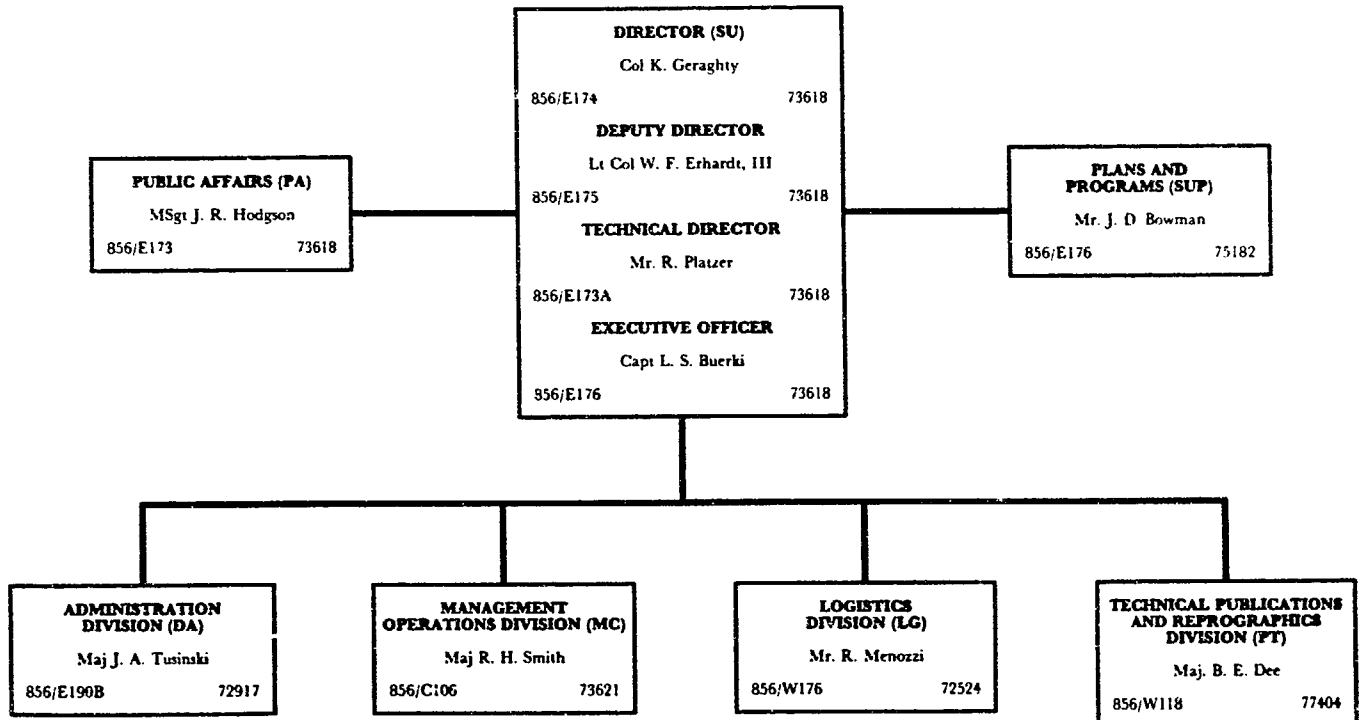 DIRECTOR (SU)
Col K. Geraghty
856/E174 73618
DEPUTY DIRECTOR
Lt Col W. F. Erhardt, III
856/E175 73618
TECHNICAL DIRECTOR
Mr. R. Platzer
856/E173A 73618
EXECUTIVE OFFICER
Capt L. S. Buerki
856/E176 73618
PUBLIC AFFAIRS (PA)
MSgt J. R. Hodgson
856/E173 73618
PLANS AND
PROGRAMS (SUP)
Mr. J. D. Bowman
856/E176 75182
ADMINISTRATION
DIVISION (DA)
Maj J. A. Tusinski
856/E190B 72917
MANAGEMENT
OPERATIONS DIVISION (MC)
Maj R. H. Smith
856/C106 73621
LOGISTICS
DIVISION (LG)
Mr. R. Menozzi
856/W176 72524
TECHNICAL PUBLICATIONS
AND REPROGRAPHICS
DIVISION (PT)
Maj. B. E. Dee
856/W118 77404